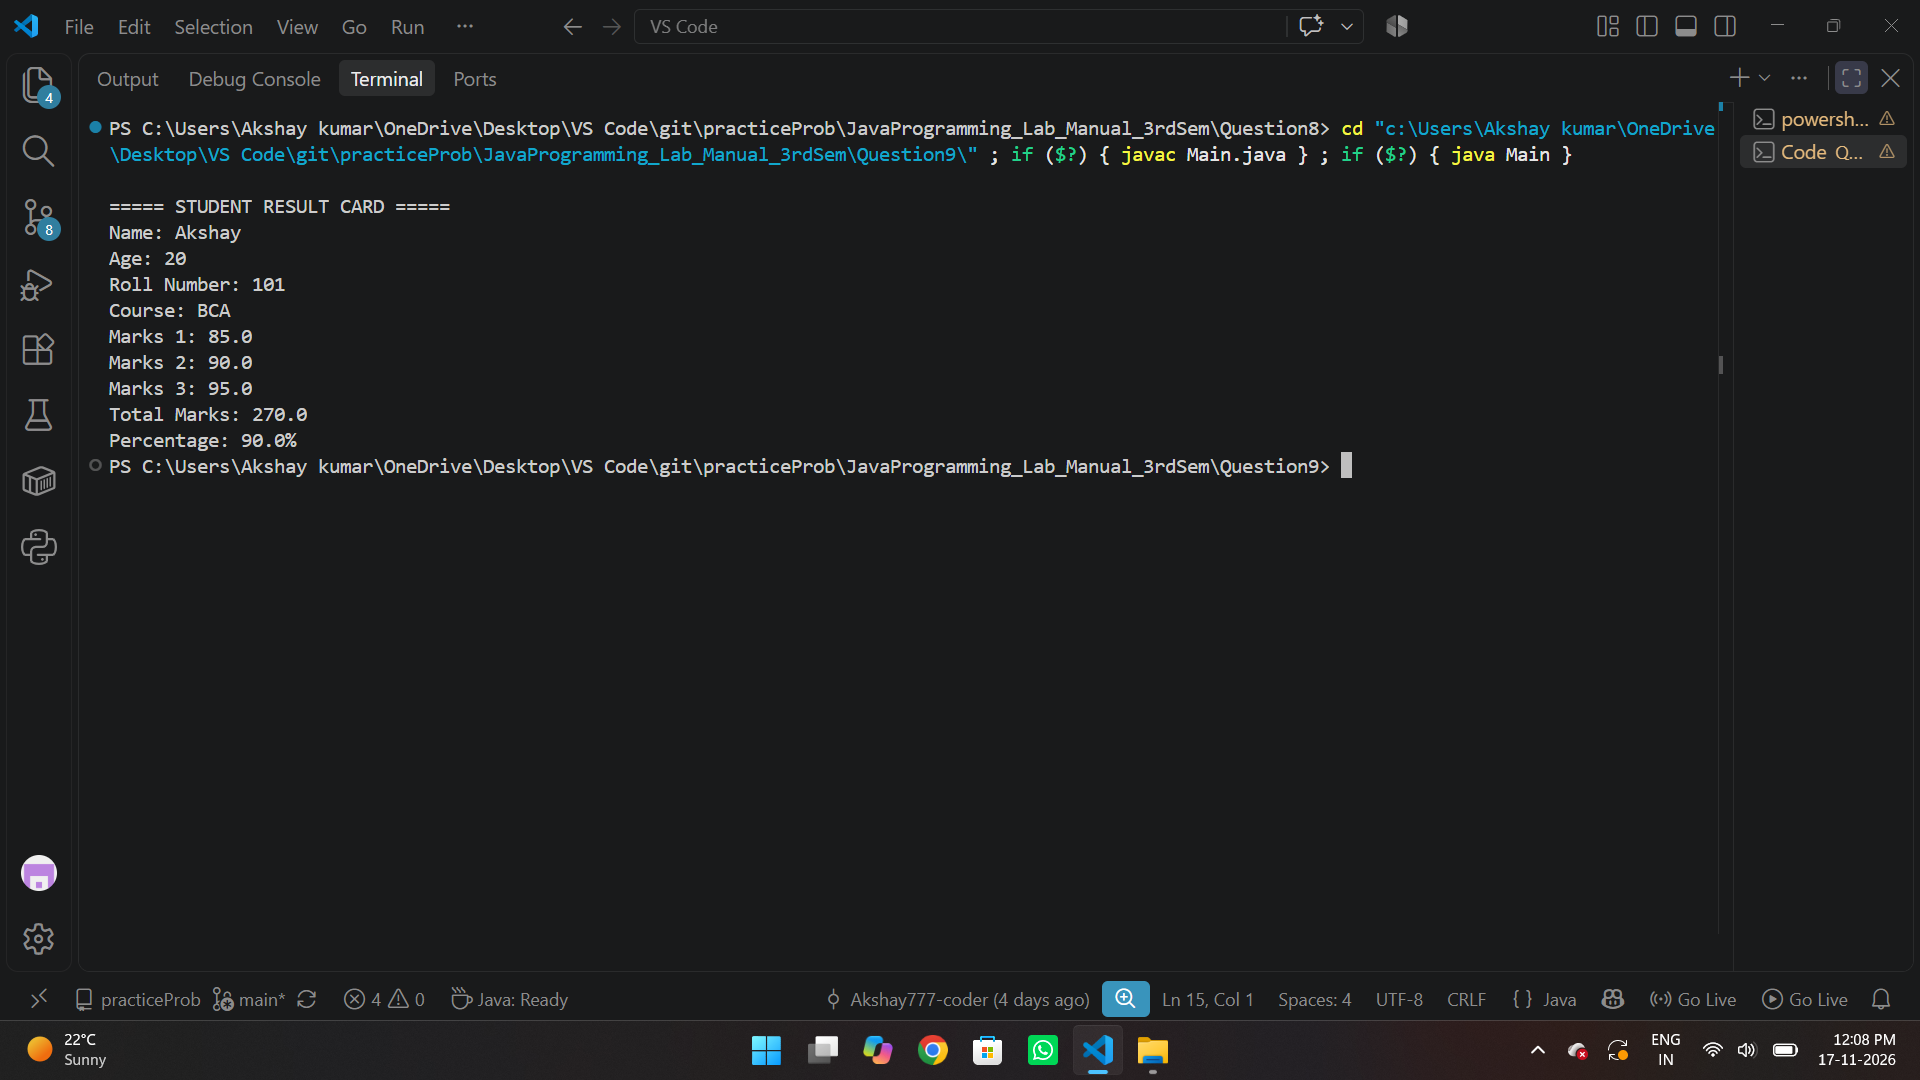 File Edit Selection View Go Run ··· VS Code
Output Debug Console Terminal Ports
4
8
PS C:\Users\Akshay kumar\OneDrive\Desktop\VS Code\git\practiceProb\JavaProgramming_Lab_Manual_3rdSem\Question8> cd "c:\Users\Akshay kumar\OneDrive
\Desktop\VS Code\git\practiceProb\JavaProgramming_Lab_Manual_3rdSem\Question9\" ; if ($?) { javac Main.java } ; if ($?) { java Main }
===== STUDENT RESULT CARD =====
Name: Akshay
Age: 20
Roll Number: 101
Course: BCA
Marks 1: 85.0
Marks 2: 90.0
Marks 3: 95.0
Total Marks: 270.0
Percentage: 90.0%
PS C:\Users\Akshay kumar\OneDrive\Desktop\VS Code\git\practiceProb\JavaProgramming_Lab_Manual_3rdSem\Question9>
powersh...
Code Q...
practiceProb main* 4 0 Java: Ready Akshay777-coder (4 days ago) Ln 15, Col 1 Spaces: 4 UTF-8 CRLF { } Java Go Live Go Live
22°C
Sunny
ENG
IN
12:08 PM
17-11-2026